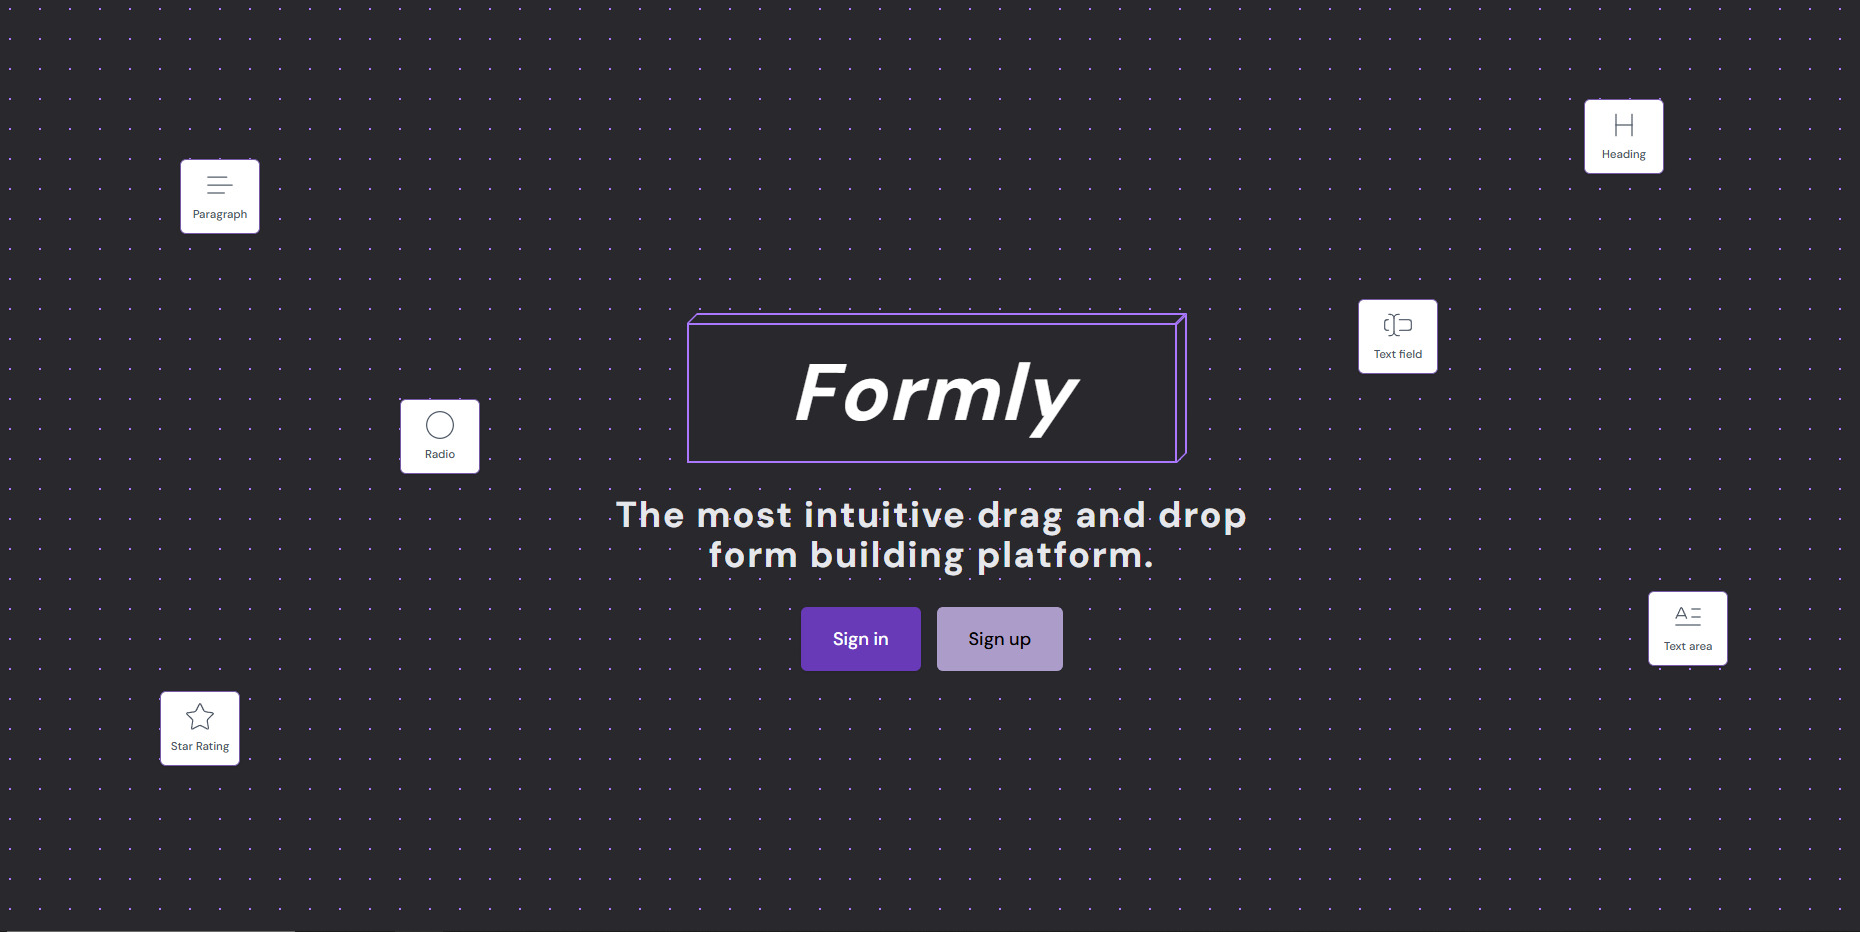 Heading
Paragraph
Text field
Formly
Radio
The most intuitive drag and drop
form building platform.
Sign in
Sign up
Text area
Star Rating